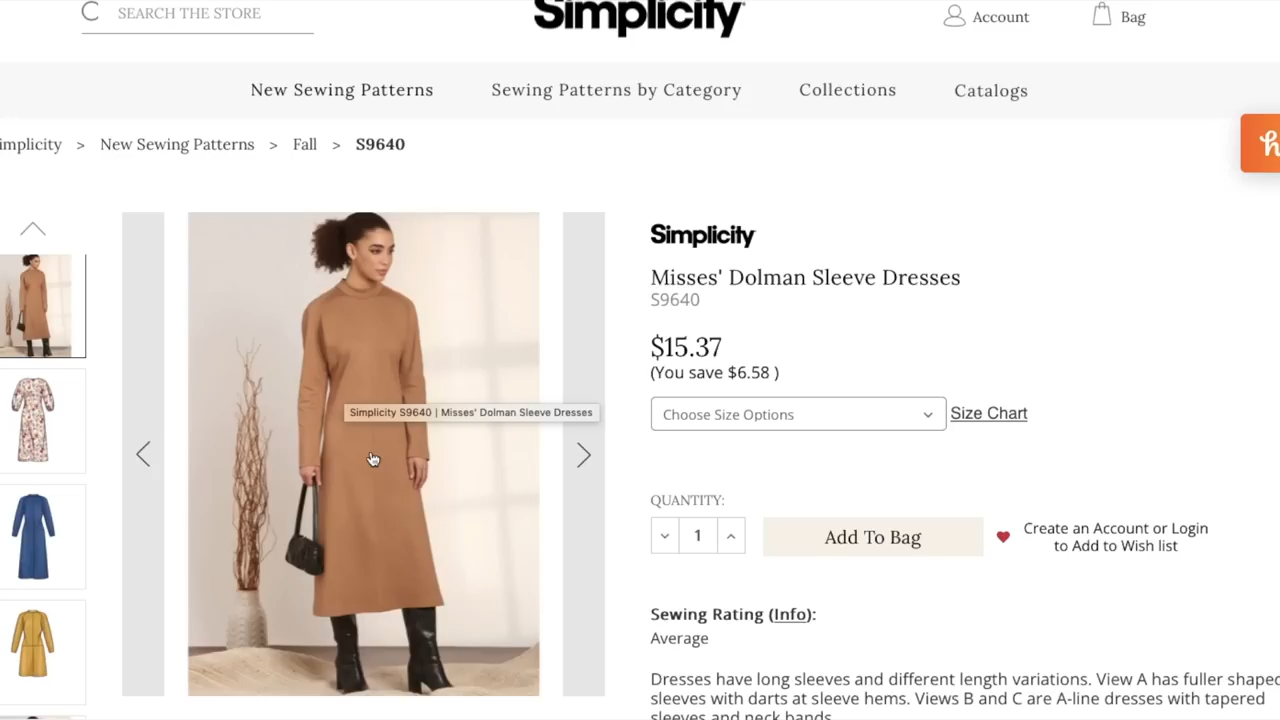 SEARCH THE STORE
Simplicity
Account
Bag
New Sewing Patterns
Sewing Patterns by Category
Collections
Catalogs
implicity > New Sewing Patterns > Fall > S9640
Simplicity
Misses' Dolman Sleeve Dresses
S9640
$15.37
(You save $6.58 )
Simplicity S9640 | Misses' Dolman Sleeve Dresses
Choose Size Options
Size Chart
QUANTITY:
1
Add To Bag
Create an Account or Login
to Add to Wish list
Sewing Rating (Info):
Average
Dresses have long sleeves and different length variations. View A has fuller shaped
sleeves with darts at sleeve hems. Views B and C are A-line dresses with tapered
sleeves and neck bands.